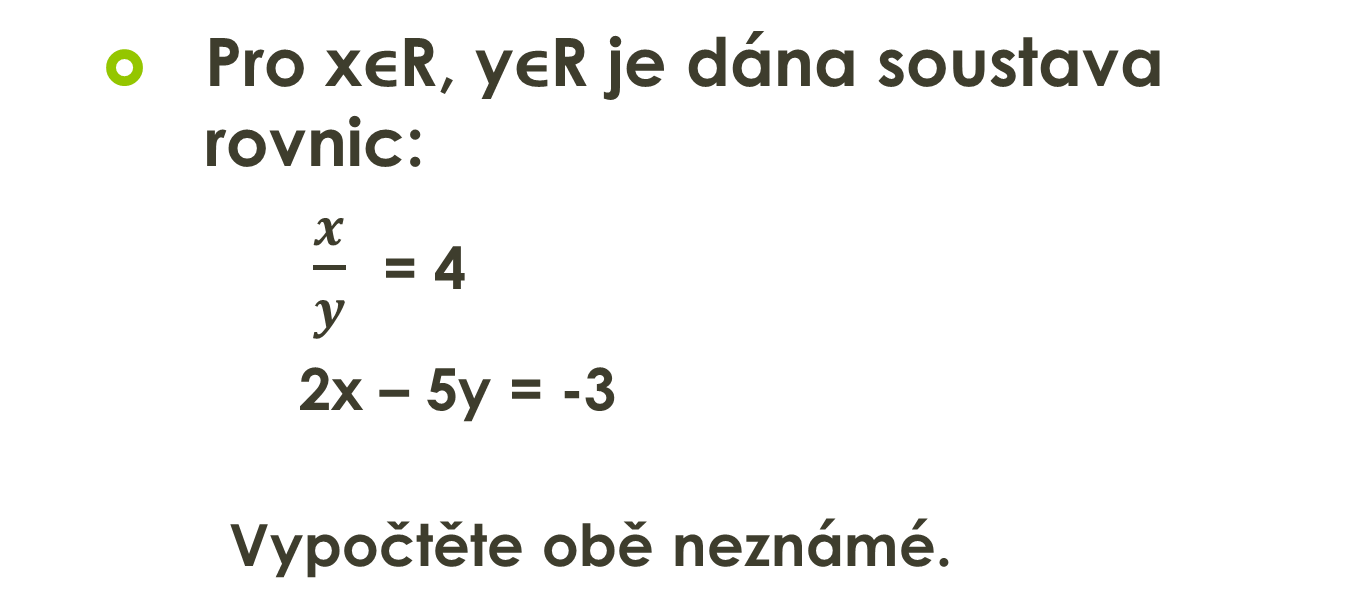 Pro x∊R, y∊R je dána soustava
rovnic:
x/y = 4
2x – 5y = -3
Vypočtěte obě neznámé.